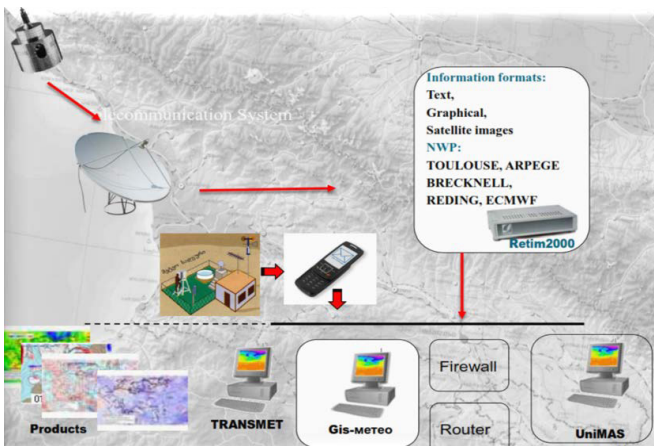 elecommunication System
Information formats:
Text,
Graphical,
Satellite images
NWP:
TOULOUSE, ARPEGE
BRECKNELL,
REDING, ECMWF
Retim2000
Products
TRANSMET
Gis-метео
Firewall
Router
UniMAS